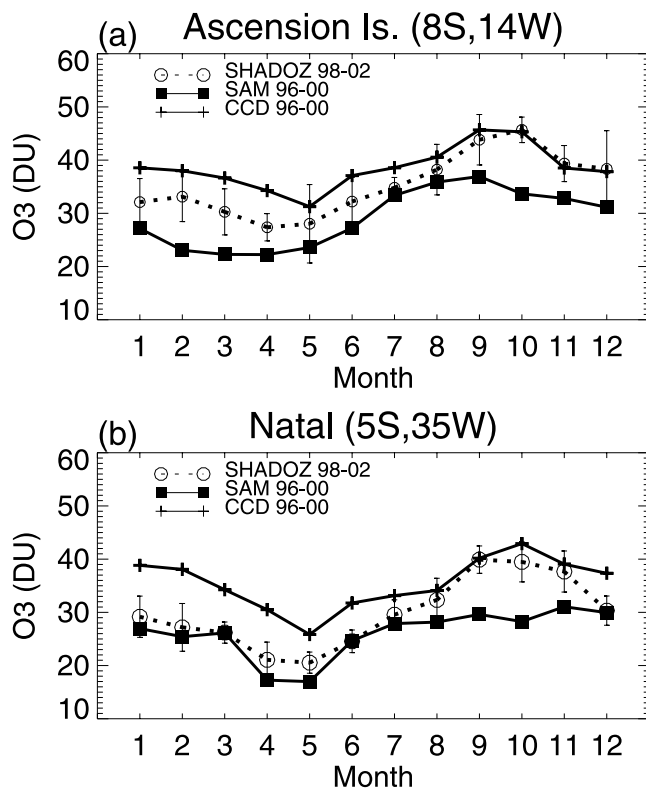 (a) Ascension Is. (8S,14W)
60
50
40
30
20
10
O3 (DU)
SHADOZ 98-02
SAM 96-00
CCD 96-00
1 2 3 4 5 6 7 8 9 10 11 12
Month
(b) Natal (5S,35W)
60
50
40
30
20
10
O3 (DU)
SHADOZ 98-02
SAM 96-00
CCD 96-00
1 2 3 4 5 6 7 8 9 10 11 12
Month